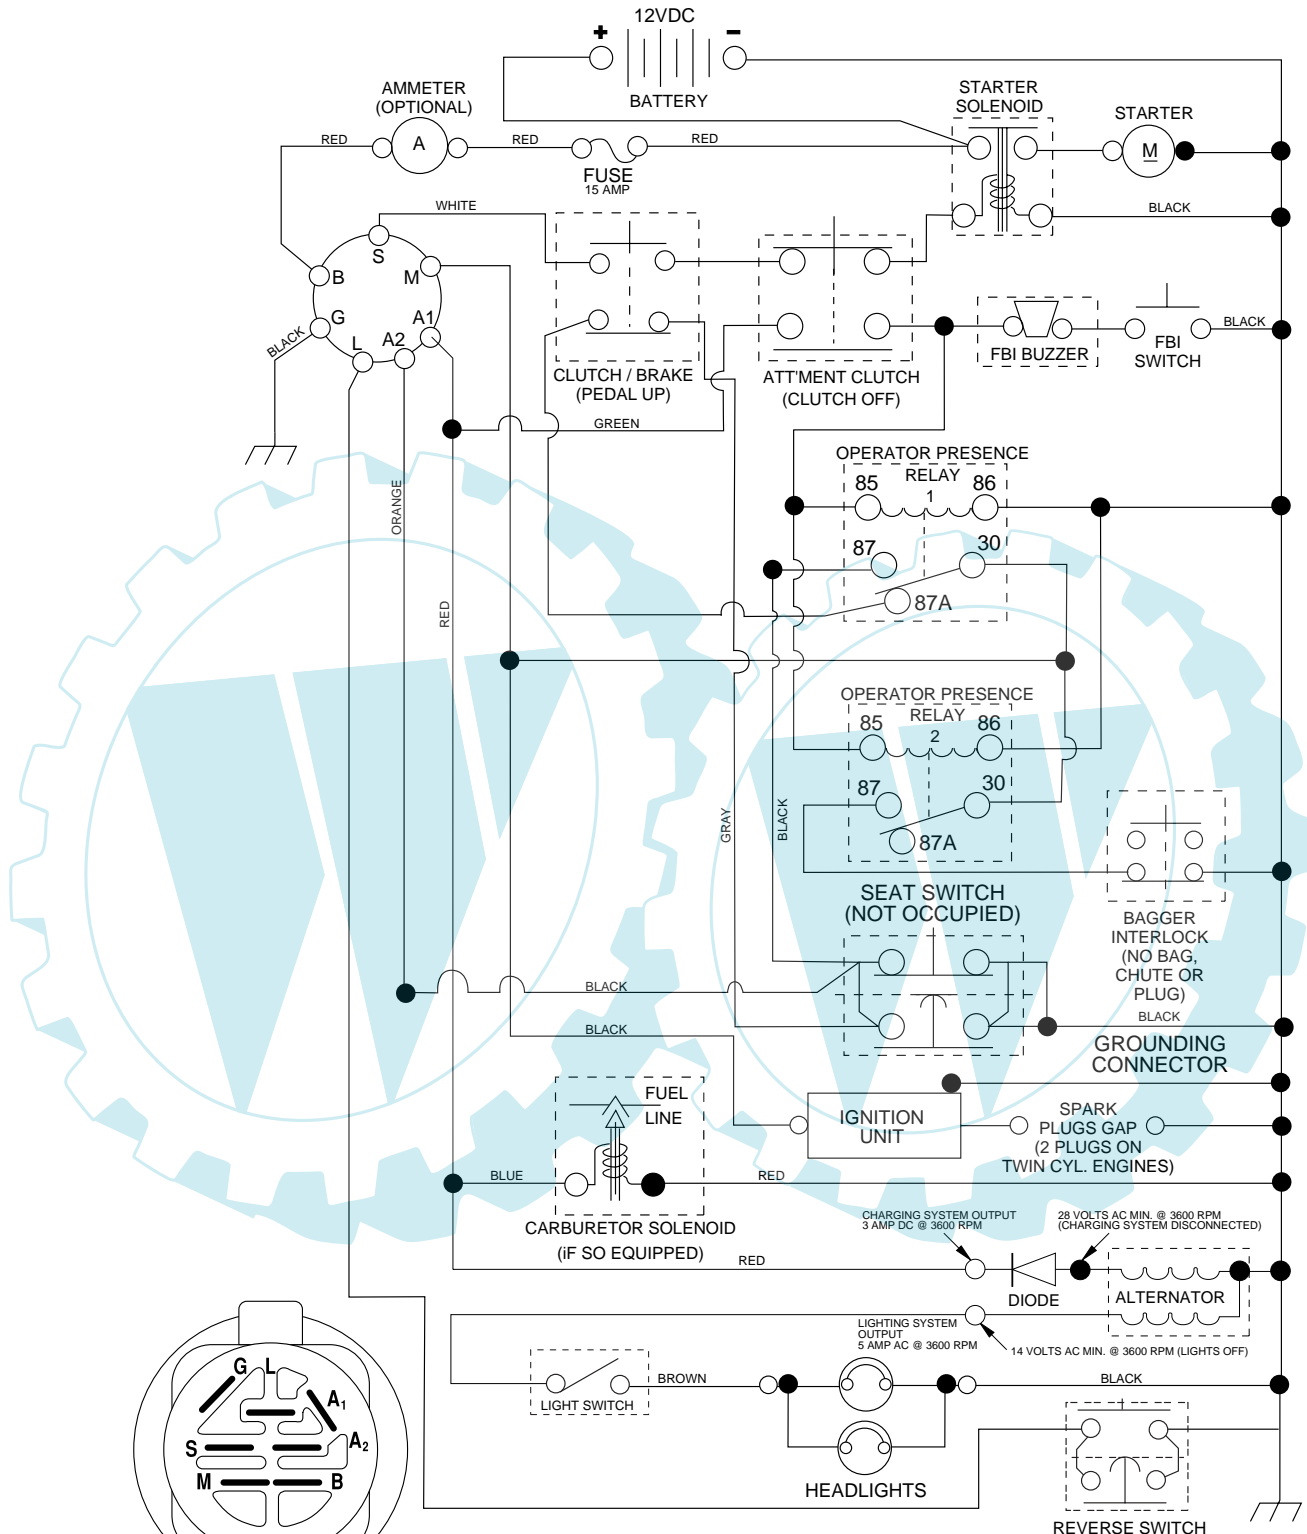 12VDC
+
-
BATTERY
AMMETER
(OPTIONAL)
A
RED
RED
RED
FUSE
15 AMP
STARTER
SOLENOID
STARTER
M
BLACK
WHITE
S
B
M
G
A1
A2
L
BLACK
CLUTCH / BRAKE
(PEDAL UP)
ATT'MENT CLUTCH
(CLUTCH OFF)
FBI BUZZER
FBI
SWITCH
BLACK
GREEN
OPERATOR PRESENCE
RELAY
1
85
86
87
30
87A
ORANGE
RED
OPERATOR PRESENCE
RELAY
2
85
86
87
30
87A
GRAY
BLACK
SEAT SWITCH
(NOT OCCUPIED)
BAGGER
INTERLOCK
(NO BAG,
CHUTE OR
PLUG)
BLACK
BLACK
BLACK
GROUNDING
CONNECTOR
FUEL
LINE
IGNITION
UNIT
SPARK
PLUGS GAP
(2 PLUGS ON
TWIN CYL. ENGINES)
BLUE
RED
CARBURETOR SOLENOID
(iF SO EQUIPPED)
CHARGING SYSTEM OUTPUT
3 AMP DC @ 3600 RPM
28 VOLTS AC MIN. @ 3600 RPM
(CHARGING SYSTEM DISCONNECTED)
RED
DIODE
ALTERNATOR
LIGHTING SYSTEM
OUTPUT
5 AMP AC @ 3600 RPM
14 VOLTS AC MIN. @ 3600 RPM (LIGHTS OFF)
LIGHT SWITCH
BROWN
BLACK
HEADLIGHTS
REVERSE SWITCH
G
L
A1
A2
S
M
B